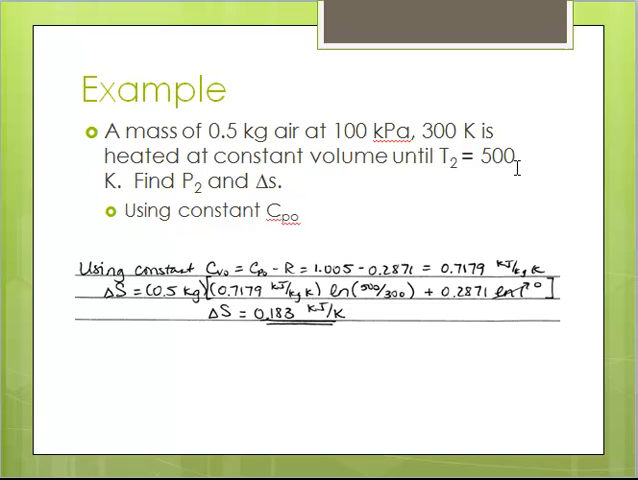 Example
A mass of 0.5 kg air at 100 kPa, 300 K is
heated at constant volume until T₂ = 500
K. Find P₂ and Δs.
Using constant Cₚₒ
Using constant Cᵥₒ = Cₚₒ - R = 1.005 - 0.2871 = 0.7179 KJ/kg K
ΔS = (0.5 kg)[(0.7179 KJ/kg K) ln(500/300) + 0.2871 ln 1 ↗0]
ΔS = 0.183 KJ/K